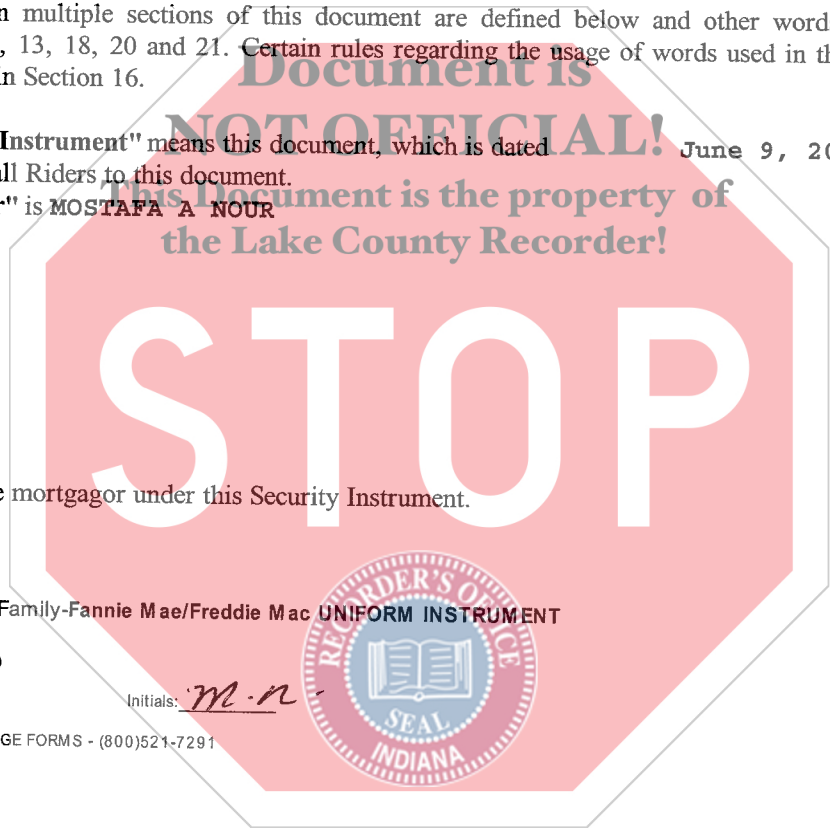 n multiple sections of this document are defined below and other word
, 13, 18, 20 and 21. Certain rules regarding the usage of words used in th
n Section 16.
Document is
NOT OFFICIAL!
Instrument" means this document, which is dated June 9, 20
all Riders to this document.
This Document is the property of
r" is MOSTAFA A NOUR
the Lake County Recorder!
STOP
e mortgagor under this Security Instrument.
Family-Fannie Mae/Freddie Mac UNIFORM INSTRUMENT
RECORDER'S OFFICE
SEAL
INDIANA
Initials: M.n.
GE FORMS - (800)521-7291